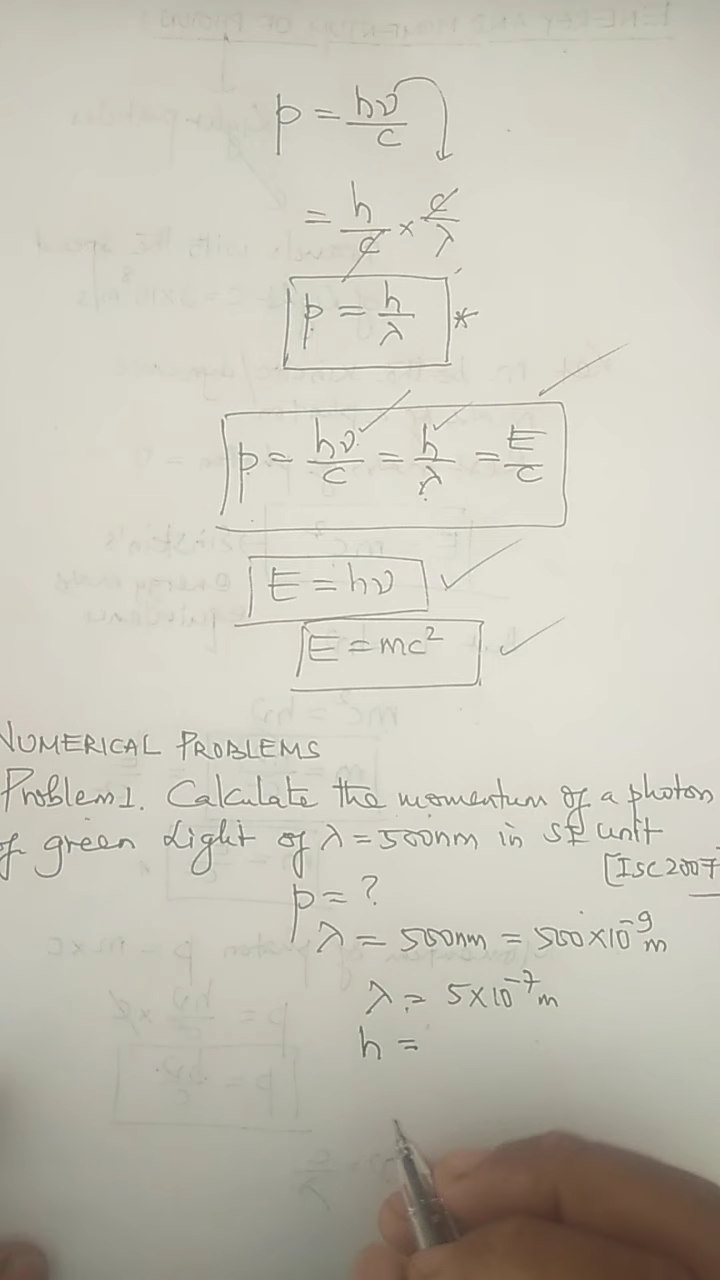 p = hν/c
= h/c × c/λ
p = h/λ *
p = hν/c = h/λ = E/c
E = hν
E = mc²
NUMERICAL PROBLEMS
Problem 1. Calculate the momentum of a photon
of green light of λ = 500nm in SI unit
[ISC 2007
p = ?
λ = 500nm = 500×10⁻⁹ m
λ = 5×10⁻⁷ m
h =